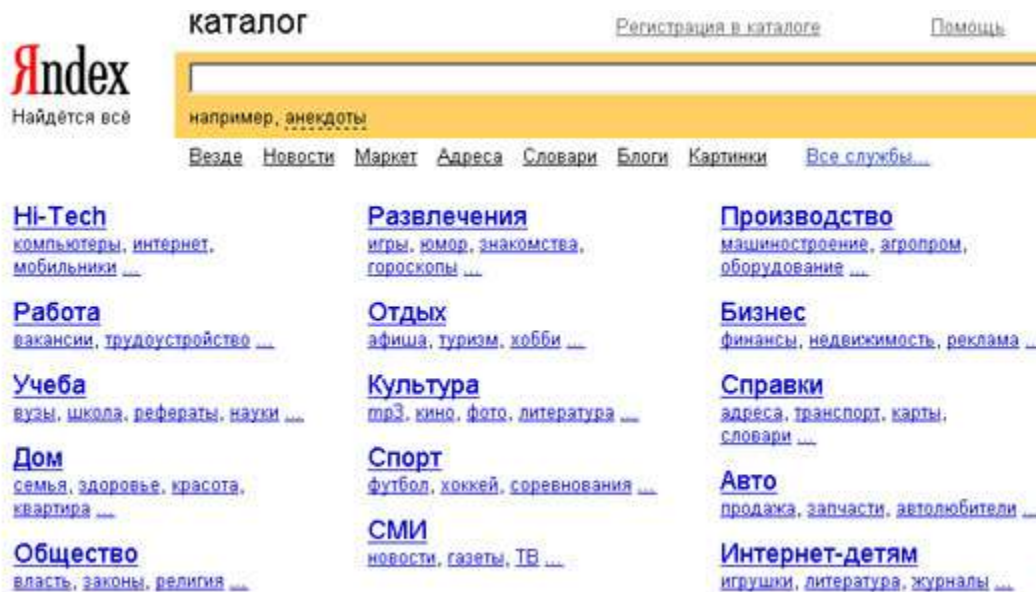 каталог
Регистрация в каталоге
Помощь
Яndex
Найдётся всё
например, анекдоты
Везде Новости Маркет Адреса Словари Блоги Картинки Все службы...
Hi-Tech
компьютеры, интернет,
мобильники ...
Работа
вакансии, трудоустройство ...
Учеба
вузы, школа, рефераты, науки ...
Дом
семья, здоровье, красота,
квартира ...
Общество
власть, законы, религия ...
Развлечения
игры, юмор, знакомства,
гороскопы ...
Отдых
афиша, туризм, хобби ...
Культура
mp3, кино, фото, литература ...
Спорт
футбол, хоккей, соревнования ...
СМИ
новости, газеты, ТВ ...
Производство
машиностроение, агропром,
оборудование ...
Бизнес
финансы, недвижимость, реклама ...
Справки
адреса, транспорт, карты,
словари ...
Авто
продажа, запчасти, автолюбители ...
Интернет-детям
игрушки, литература, журналы ...